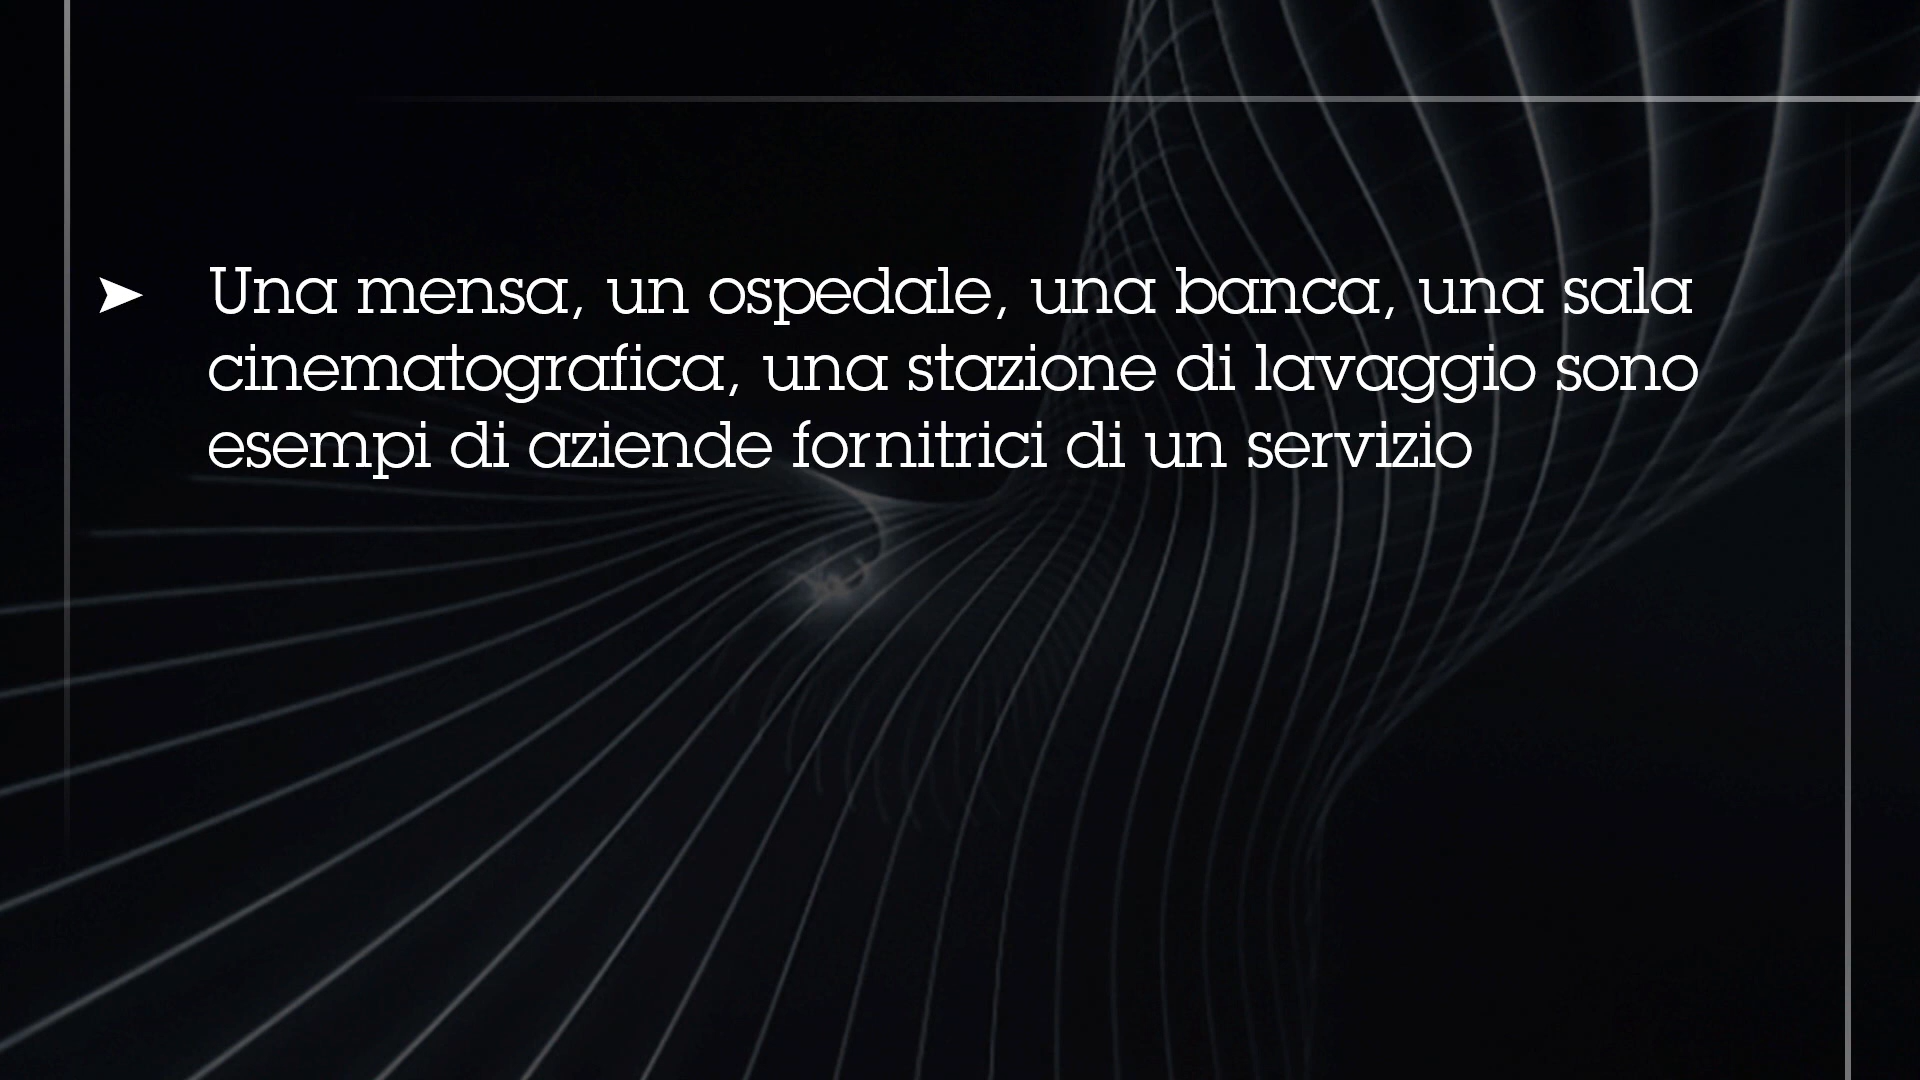 ➤ Una mensa, un ospedale, una banca, una sala
cinematografica, una stazione di lavaggio sono
esempi di aziende fornitrici di un servizio